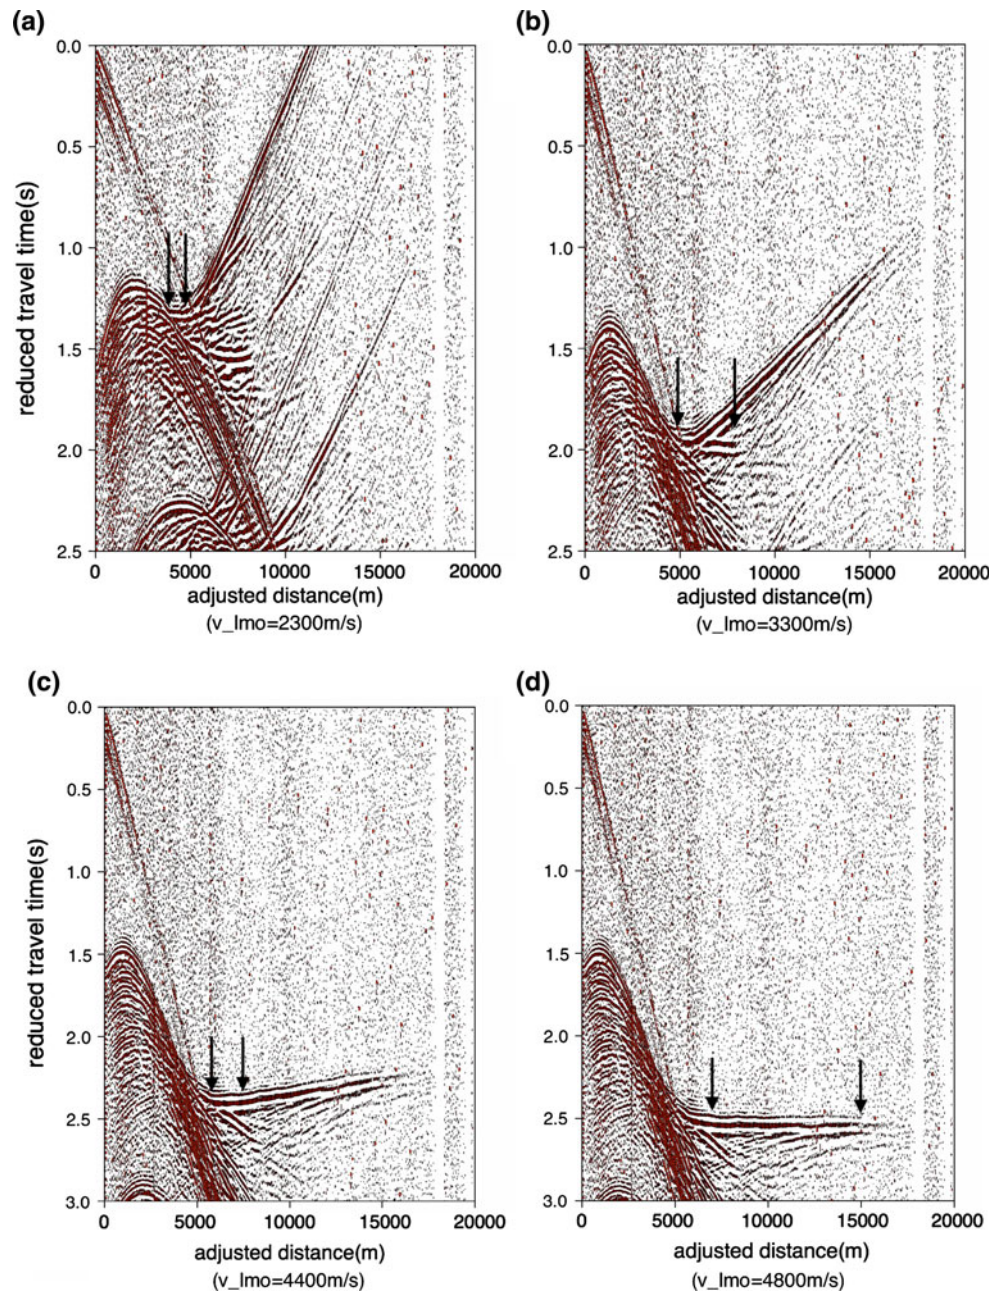 (a)
0.0
0.5
1.0
1.5
2.0
2.5
reduced travel time(s)
0 5000 10000 15000 20000
adjusted distance(m)
(v_lmo=2300m/s)
(b)
0.0
0.5
1.0
1.5
2.0
2.5
0 5000 10000 15000 20000
adjusted distance(m)
(v_lmo=3300m/s)
(c)
0.0
0.5
1.0
1.5
2.0
2.5
3.0
reduced travel time(s)
0 5000 10000 15000 20000
adjusted distance(m)
(v_lmo=4400m/s)
(d)
0.0
0.5
1.0
1.5
2.0
2.5
3.0
0 5000 10000 15000 20000
adjusted distance(m)
(v_lmo=4800m/s)